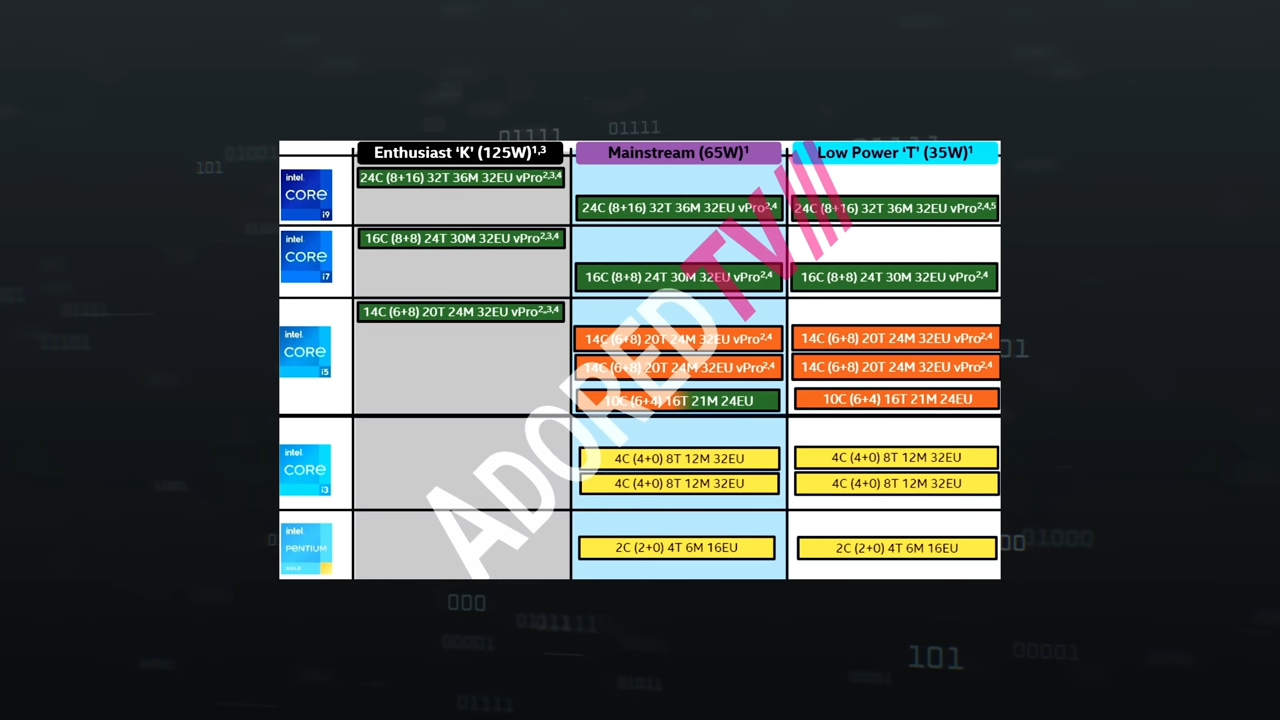 01111
01111
101
Enthusiast ‘K’ (125W)¹,³
Mainstream (65W)¹
Low Power ‘T’ (35W)¹
intel
CORE
i9
24C (8+16) 32T 36M 32EU vPro²,³,⁴
24C (8+16) 32T 36M 32EU vPro²,⁴
24C (8+16) 32T 36M 32EU vPro²,⁴,⁵
intel
CORE
i7
16C (8+8) 24T 30M 32EU vPro²,³,⁴
16C (8+8) 24T 30M 32EU vPro²,⁴
16C (8+8) 24T 30M 32EU vPro²,⁴
intel
CORE
i5
14C (6+8) 20T 24M 32EU vPro²,,³,⁴
14C (6+8) 20T 24M 32EU vPro²,⁴
14C (6+8) 20T 24M 32EU vPro²,⁴
14C (6+8) 20T 24M 32EU vPro²,⁴
14C (6+8) 20T 24M 32EU vPro²,⁴
10C (6+4) 16T 21M 24EU
10C (6+4) 16T 21M 24EU
intel
CORE
i3
4C (4+0) 8T 12M 32EU
4C (4+0) 8T 12M 32EU
4C (4+0) 8T 12M 32EU
4C (4+0) 8T 12M 32EU
intel
PENTIUM
GOLD
2C (2+0) 4T 6M 16EU
2C (2+0) 4T 6M 16EU
ADOREDTV///
000
101
00001